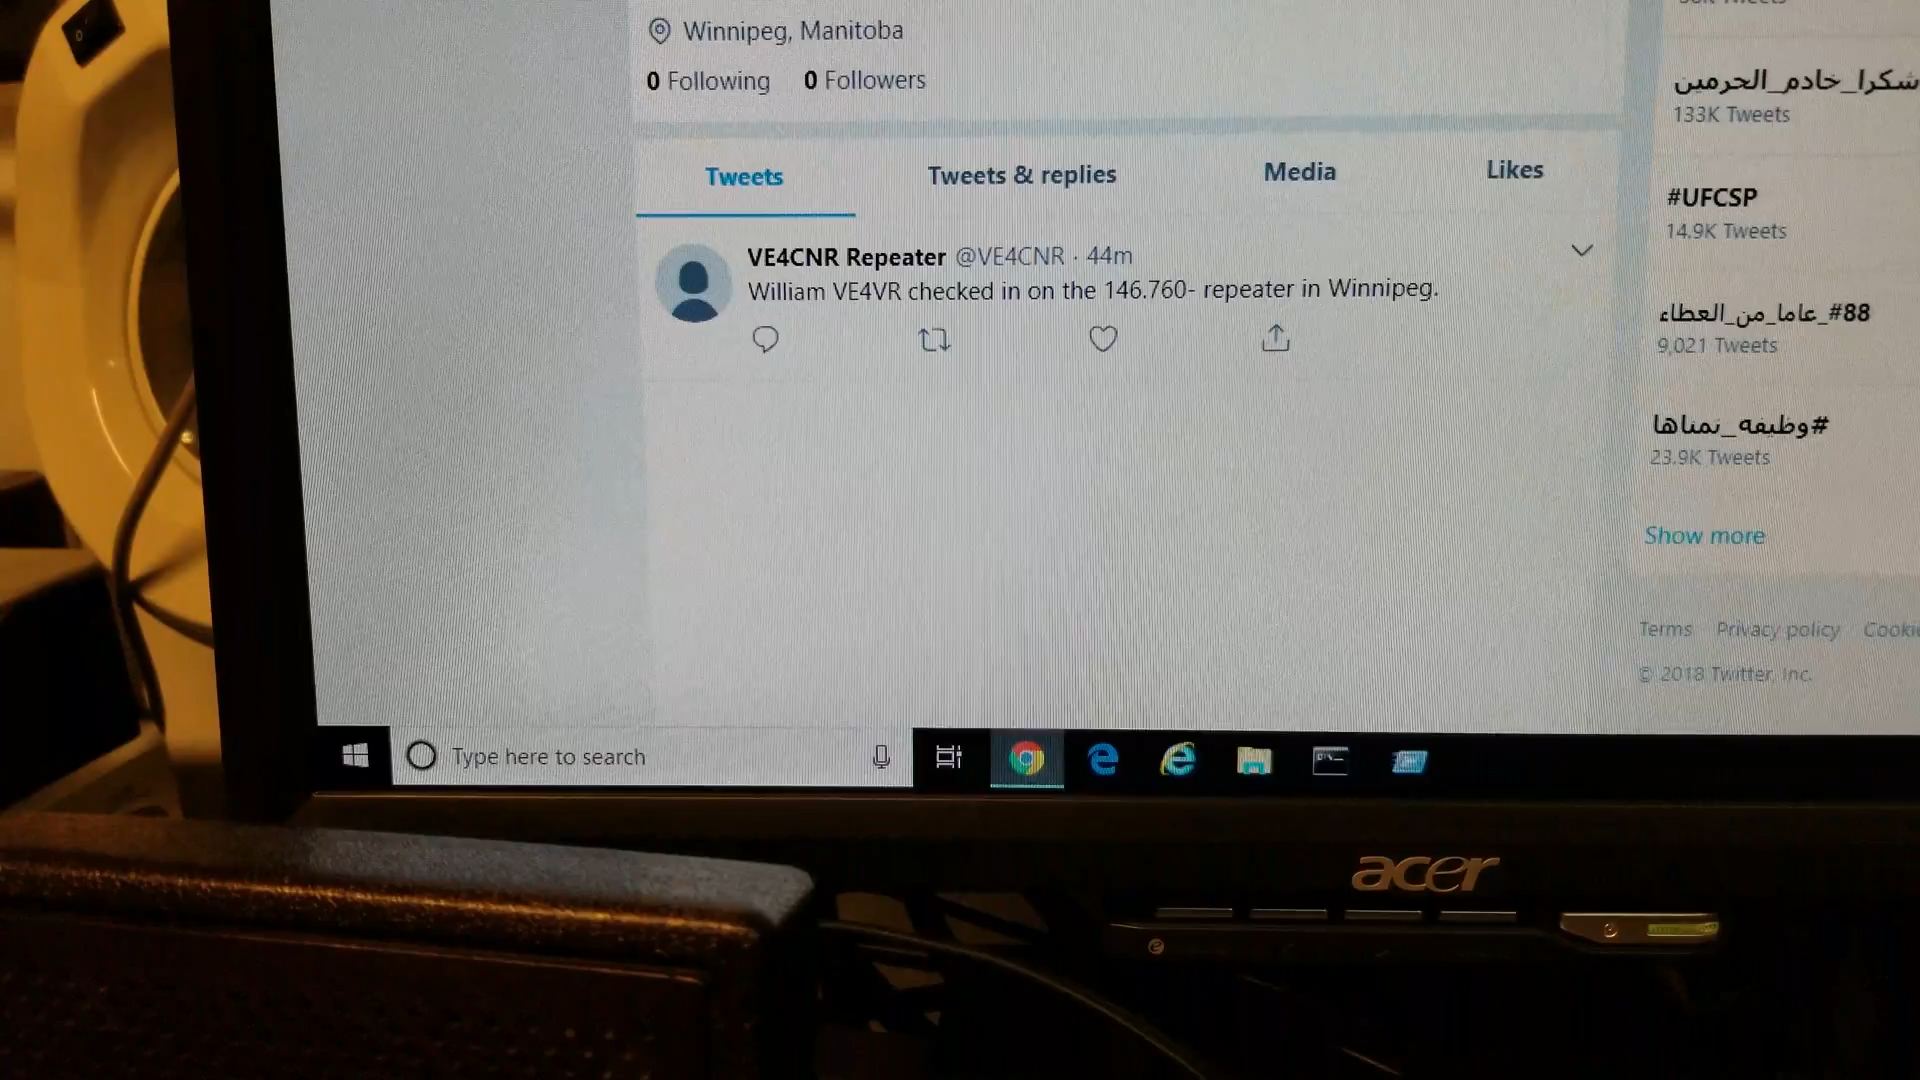 Winnipeg, Manitoba
0 Following 0 Followers
Tweets Tweets & replies Media Likes
VE4CNR Repeater @VE4CNR · 44m
William VE4VR checked in on the 146.760- repeater in Winnipeg.
Tweets
شكرا_خادم_الحرمين
133K Tweets
#UFCSP
14.9K Tweets
#88_عاما_من_العطاء
9,021 Tweets
#وظيفه_تمناها
23.9K Tweets
Show more
Terms Privacy policy
© 2018 Twitter, Inc.
Type here to search
acer